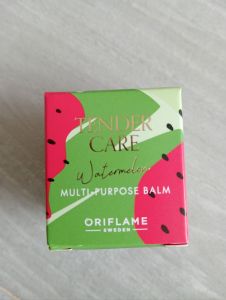 TENDER
CARE
Watermelon
MULTI-PURPOSE BALM
ORIFLAME
SWEDEN